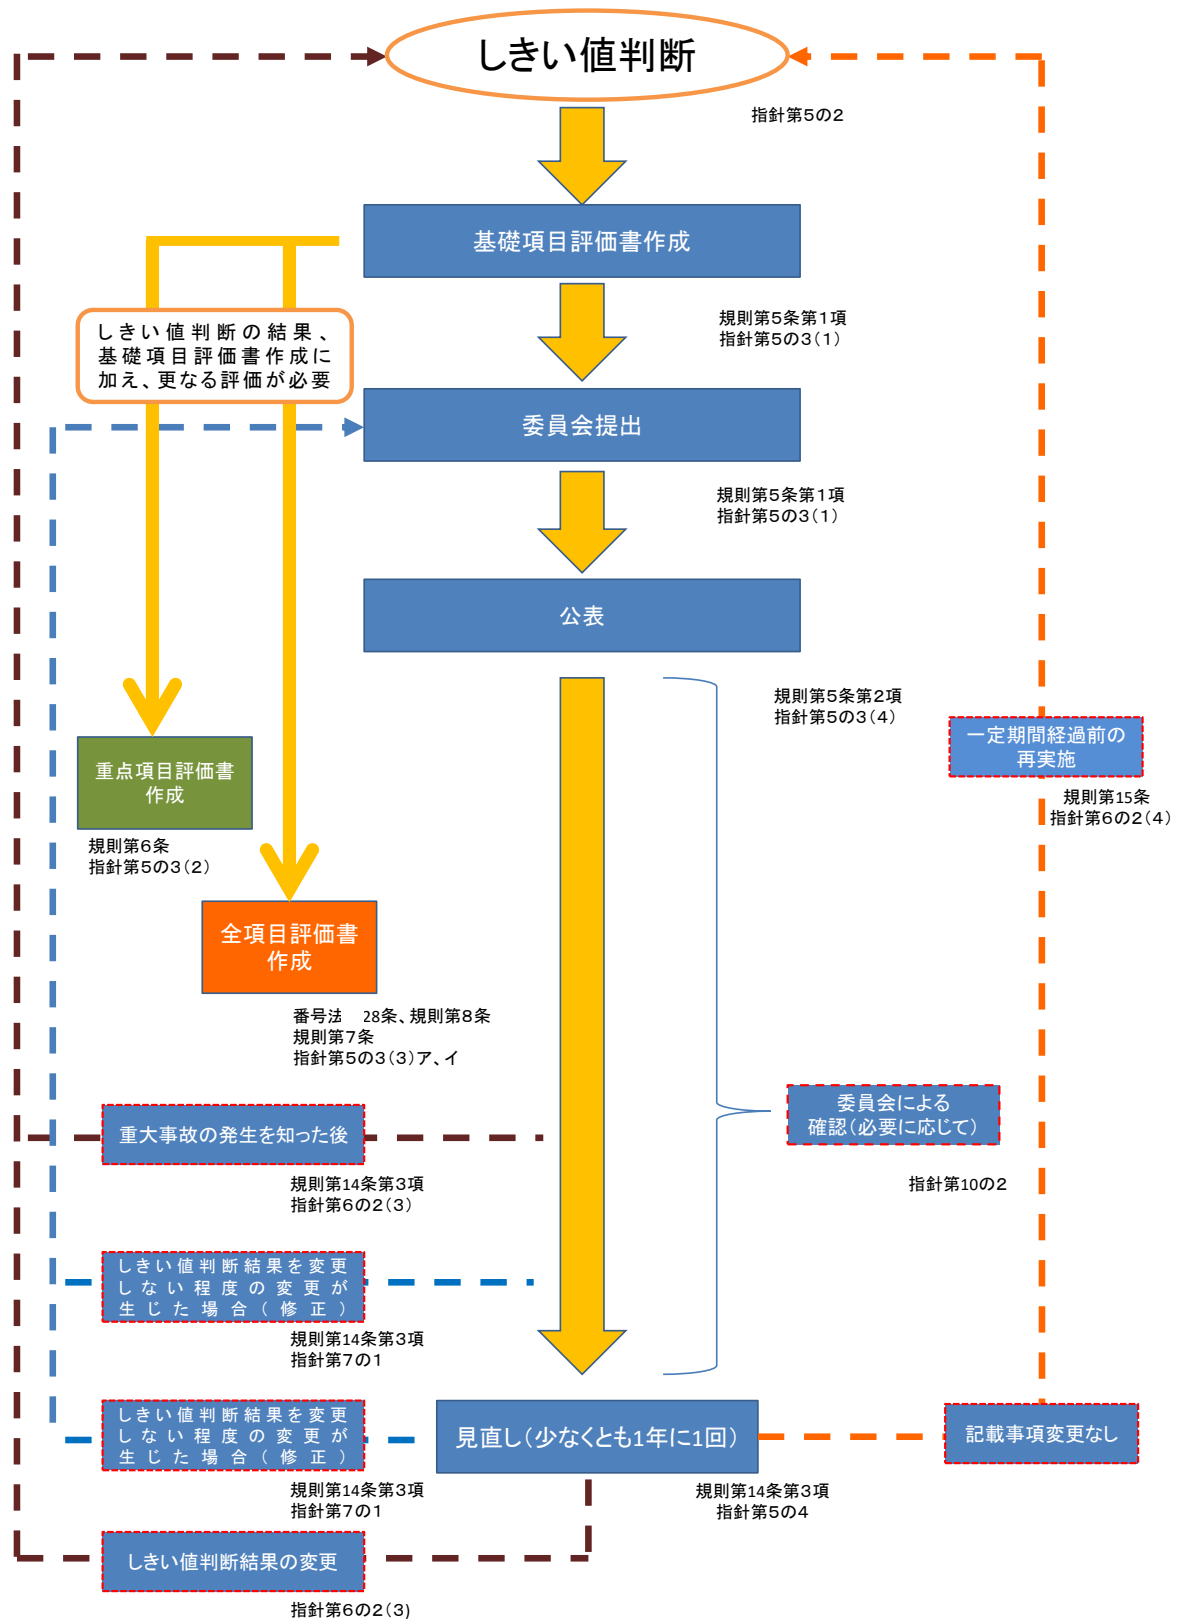 しきい値判断
指針第5の2
基礎項目評価書作成
規則第5条第1項
指針第5の3(1)
しきい値判断の結果、
基礎項目評価書作成に
加え、更なる評価が必要
委員会提出
規則第5条第1項
指針第5の3(1)
公表
規則第5条第2項
指針第5の3(4)
一定期間経過前の
再実施
規則第15条
指針第6の2(4)
重点項目評価書
作成
規則第6条
指針第5の3(2)
全項目評価書
作成
番号法 28条、規則第8条
規則第7条
指針第5の3(3)ア、イ
委員会による
確認(必要に応じて)
指針第10の2
重大事故の発生を知った後
規則第14条第3項
指針第6の2(3)
しきい値判断結果を変更
しない程度の変更が
生じた場合(修正)
規則第14条第3項
指針第7の1
しきい値判断結果を変更
しない程度の変更が
生じた場合(修正)
規則第14条第3項
指針第7の1
見直し(少なくとも1年に1回)
規則第14条第3項
指針第5の4
記載事項変更なし
しきい値判断結果の変更
指針第6の2(3)